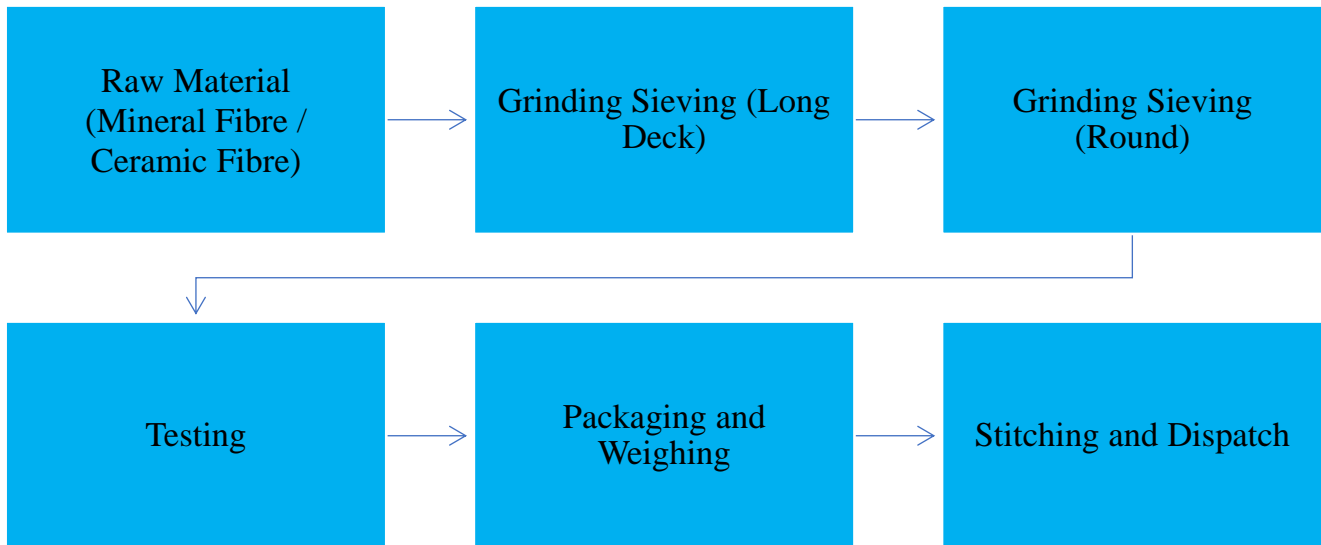 Raw Material
(Mineral Fibre /
Ceramic Fibre)
Grinding Sieving (Long
Deck)
Grinding Sieving
(Round)
Testing
Packaging and
Weighing
Stitching and Dispatch